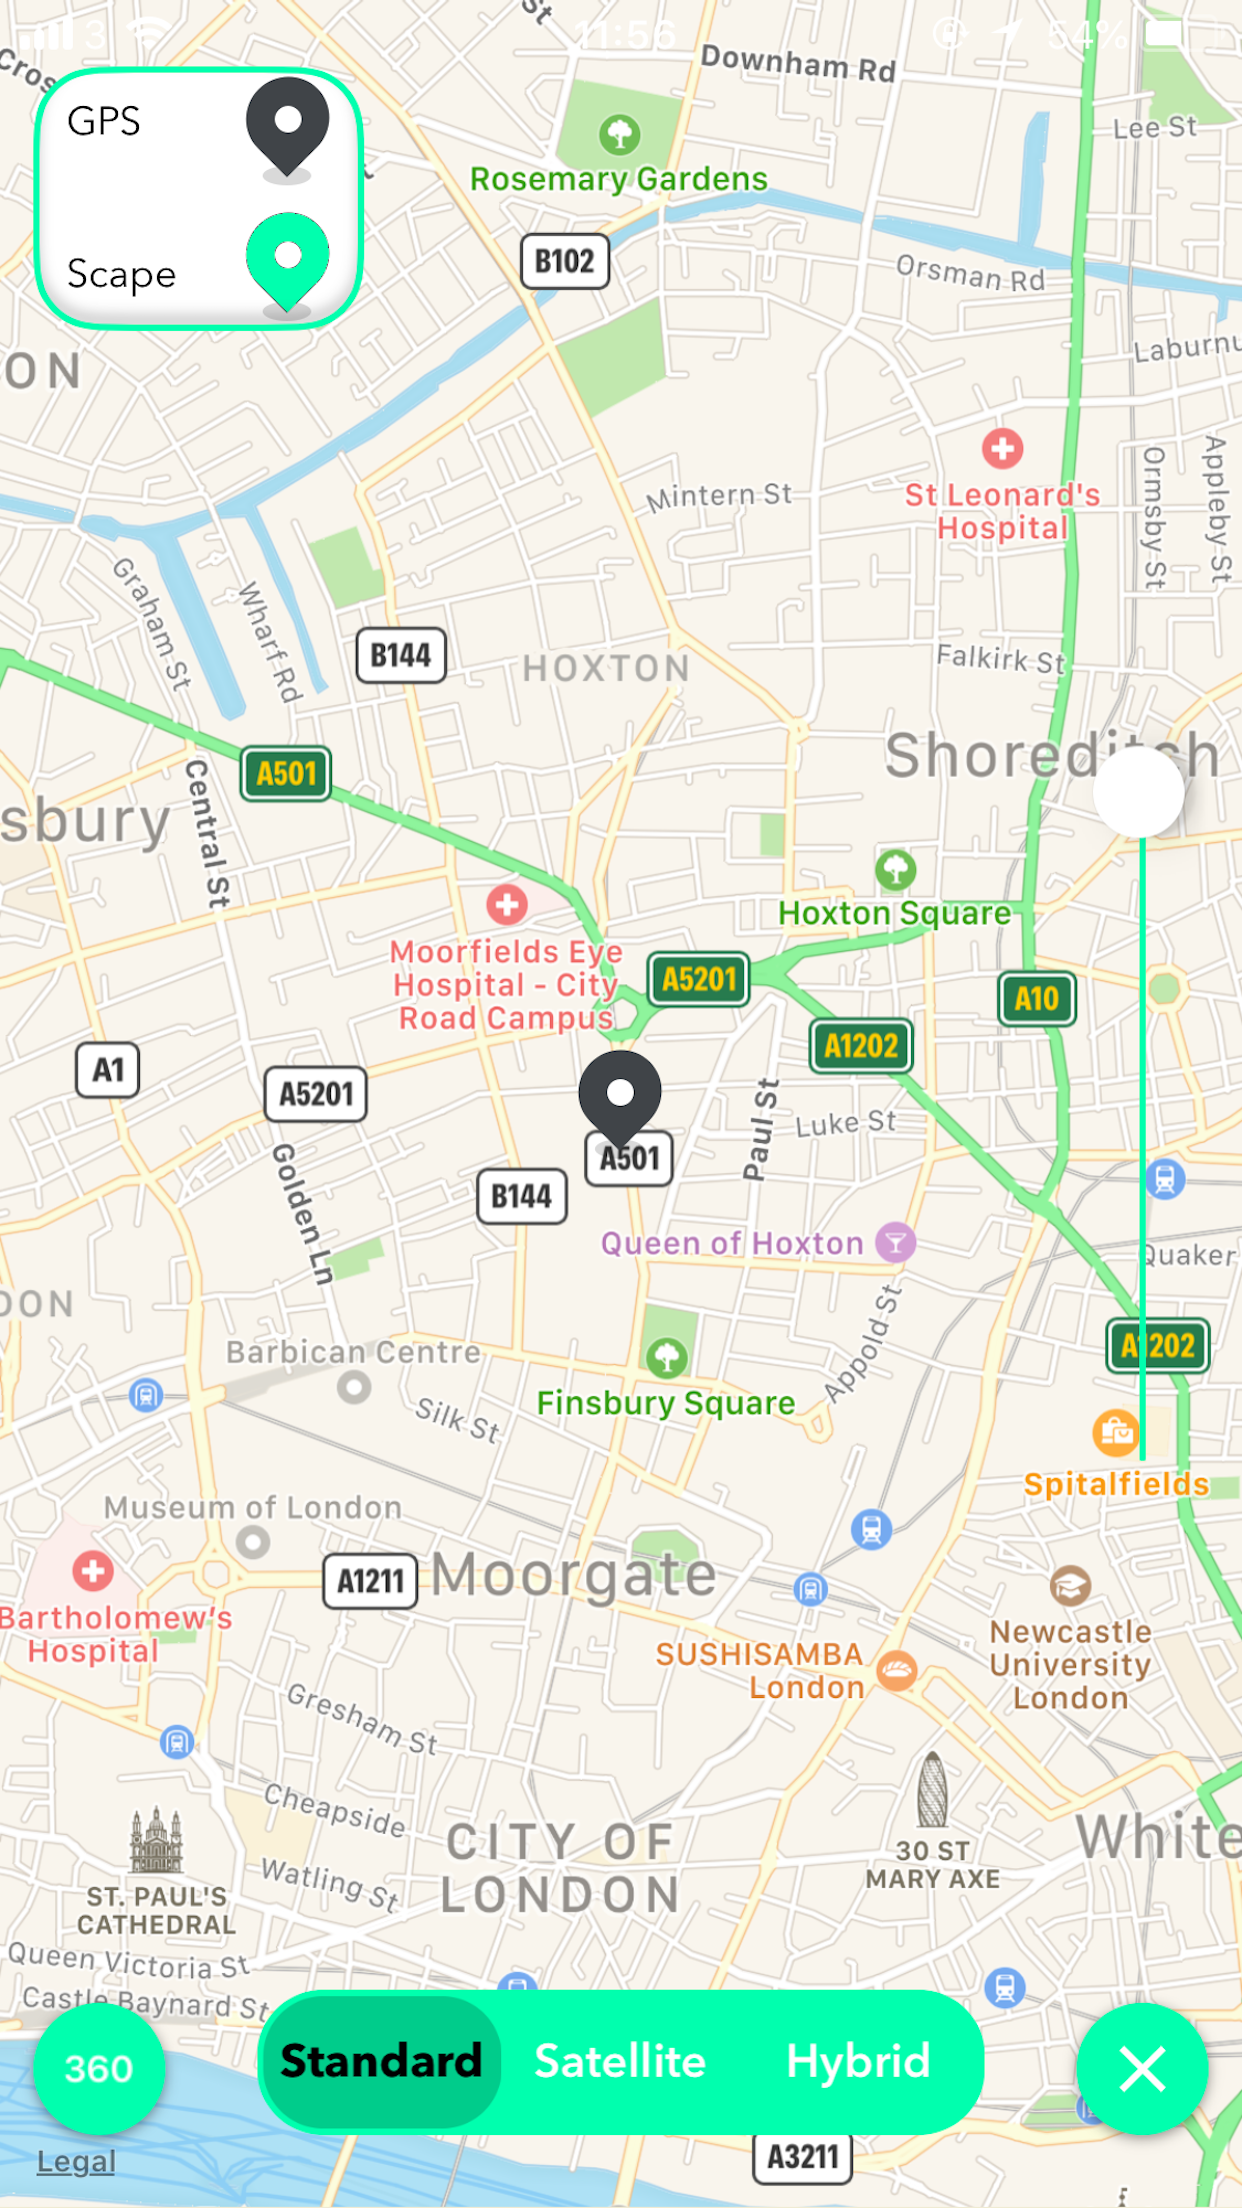 3
11:56
54%
St
Cros
Downham Rd
GPS
Lee St
Rosemary Gardens
Scape
B102
Orsman Rd
Laburnu
ON
Mintern St
St Leonard's
Hospital
Ormsby St
Appleby St
Graham St
Wharf Rd
B144
HOXTON
Falkirk St
Shoreditch
A501
sbury
Central St
Hoxton Square
Moorfields Eye
Hospital - City
Road Campus
A5201
A10
A1202
A1
A5201
Paul St
Luke St
A501
Golden Ln
B144
Queen of Hoxton
Quaker
DON
Appold St
Barbican Centre
A1202
Finsbury Square
Silk St
Spitalfields
Museum of London
A1211
Moorgate
Bartholomew's
Hospital
Newcastle
University
London
SUSHISAMBA
London
Gresham St
Cheapside
CITY OF
LONDON
30 ST
MARY AXE
White
Watling St
ST. PAUL'S
CATHEDRAL
Queen Victoria St
Castle Baynard St
360
Standard
Satellite
Hybrid
Legal
A3211